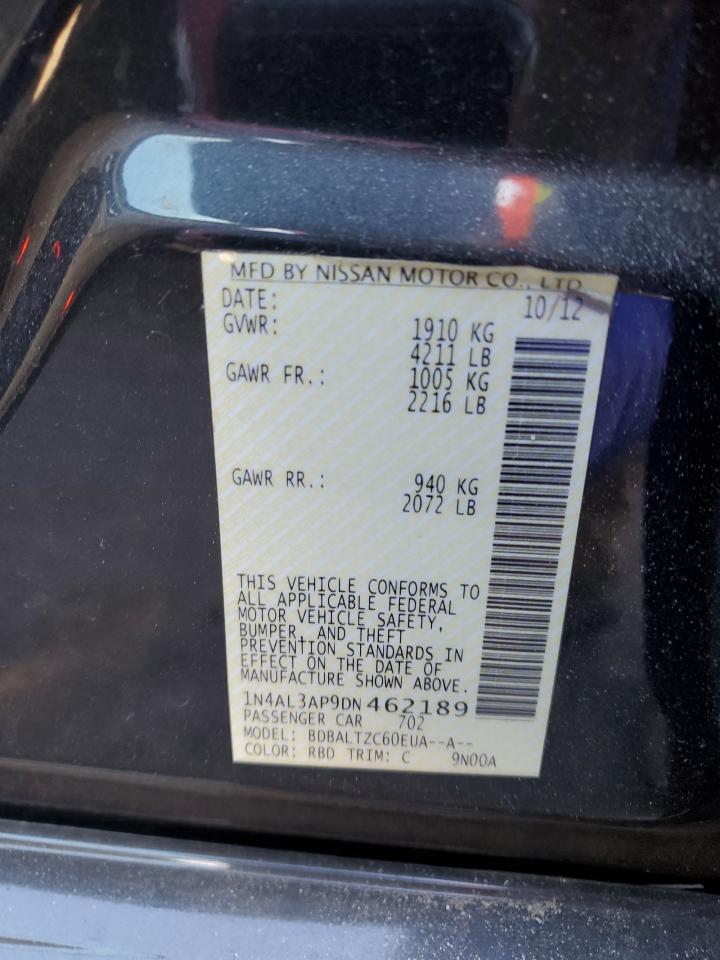 MFD BY NISSAN MOTOR CO., LTD
DATE: 10/12
GVWR: 1910 KG
4211 LB
GAWR FR.: 1005 KG
2216 LB
GAWR RR.: 940 KG
2072 LB
THIS VEHICLE CONFORMS TO
ALL APPLICABLE FEDERAL
MOTOR VEHICLE SAFETY,
BUMPER, AND THEFT
PREVENTION STANDARDS IN
EFFECT ON THE DATE OF
MANUFACTURE SHOWN ABOVE.
1N4AL3AP9DN462189
PASSENGER CAR 702
MODEL: BDBALTZC60EUA--A--
COLOR: RBD TRIM: C 9N00A